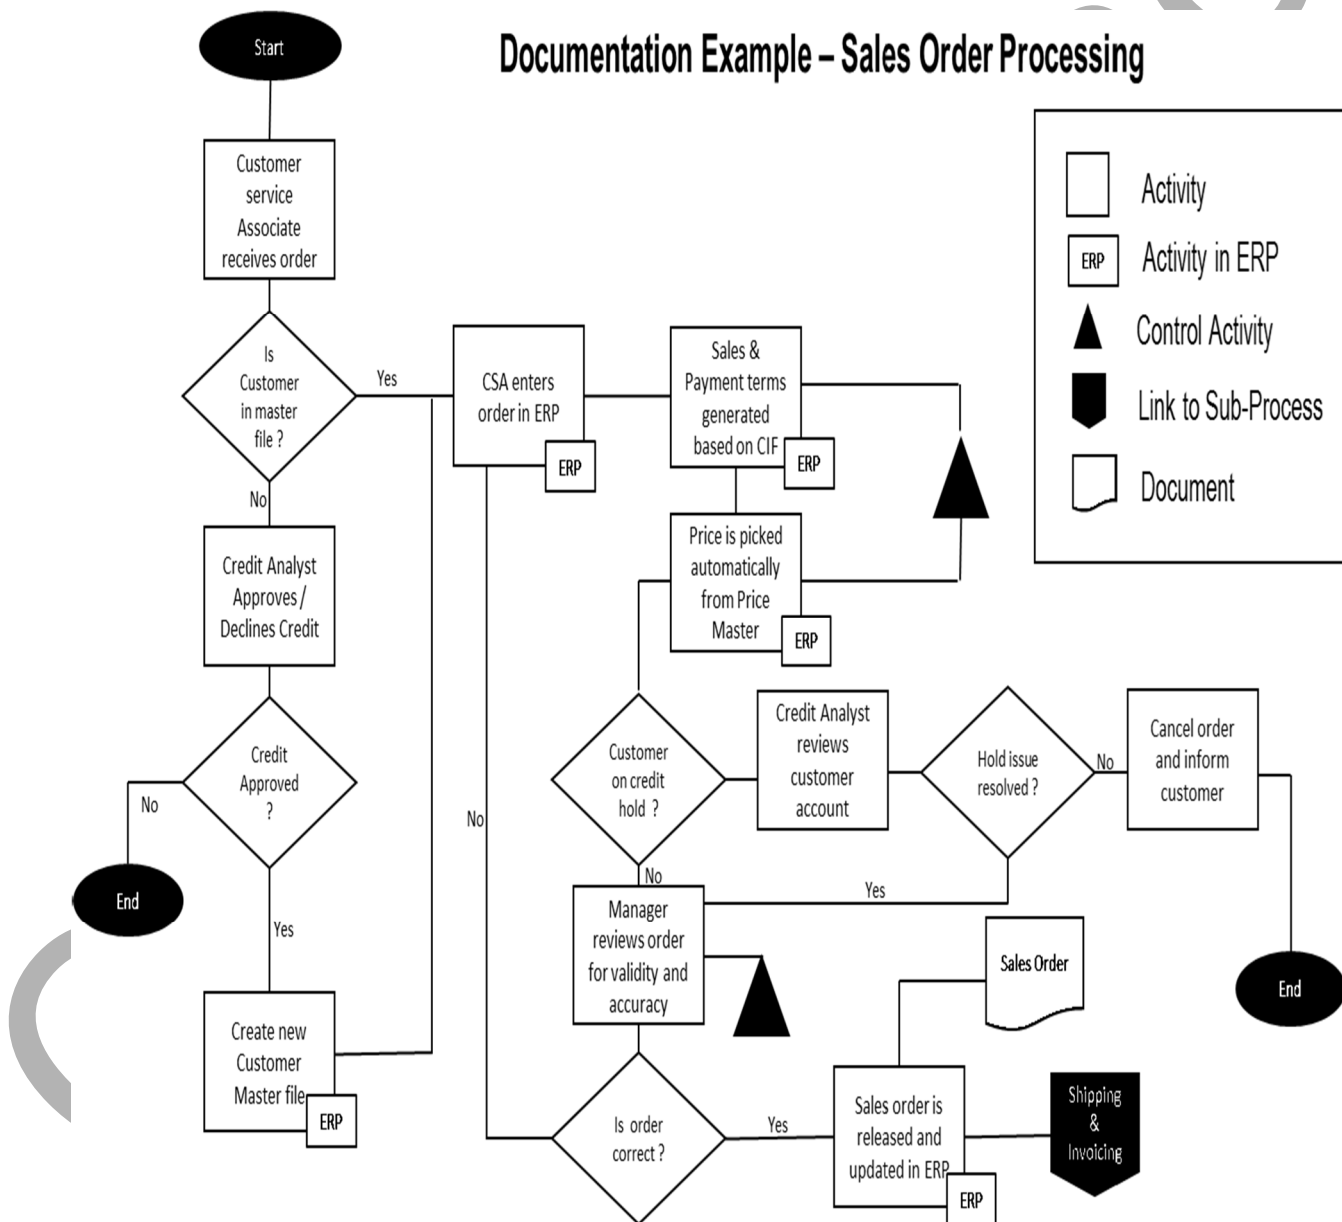 Start
Documentation Example – Sales Order Processing
Customer
service
Associate
receives order
Activity
ERP
Activity in ERP
Control Activity
Link to Sub-Process
Document
Is
Customer
in master
file ?
Yes
No
CSA enters
order in ERP
ERP
Sales &
Payment terms
generated
based on CIF
ERP
Price is picked
automatically
from Price
Master
ERP
Credit Analyst
Approves /
Declines Credit
Credit
Approved
?
No
End
Yes
Create new
Customer
Master file
ERP
No
Customer
on credit
hold ?
No
Credit Analyst
reviews
customer
account
Hold issue
resolved ?
No
Yes
Cancel order
and inform
customer
End
Manager
reviews order
for validity and
accuracy
Sales Order
Is order
correct ?
Yes
Sales order is
released and
updated in ERP
ERP
Shipping
&
Invoicing